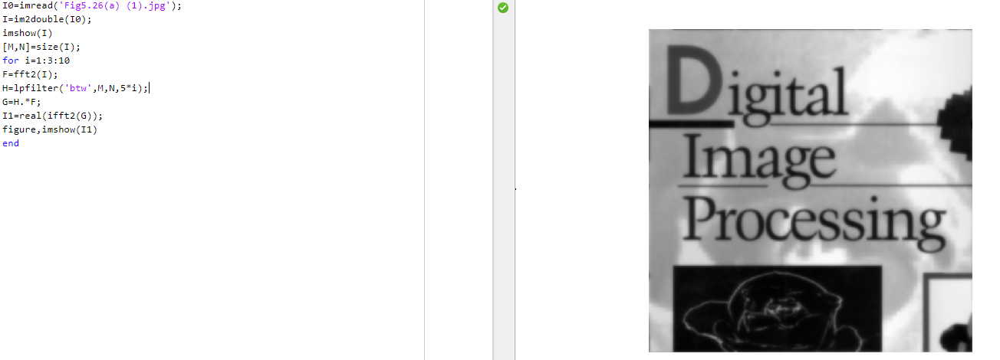 I0=imread('Fig5.26(a) (1).jpg');
I=im2double(I0);
imshow(I)
[M,N]=size(I);
for i=1:3:10
F=fft2(I);
H=lpfilter('btw',M,N,5*i);
G=H.*F;
I1=real(ifft2(G));
figure,imshow(I1)
end
Digital
Image
Processing